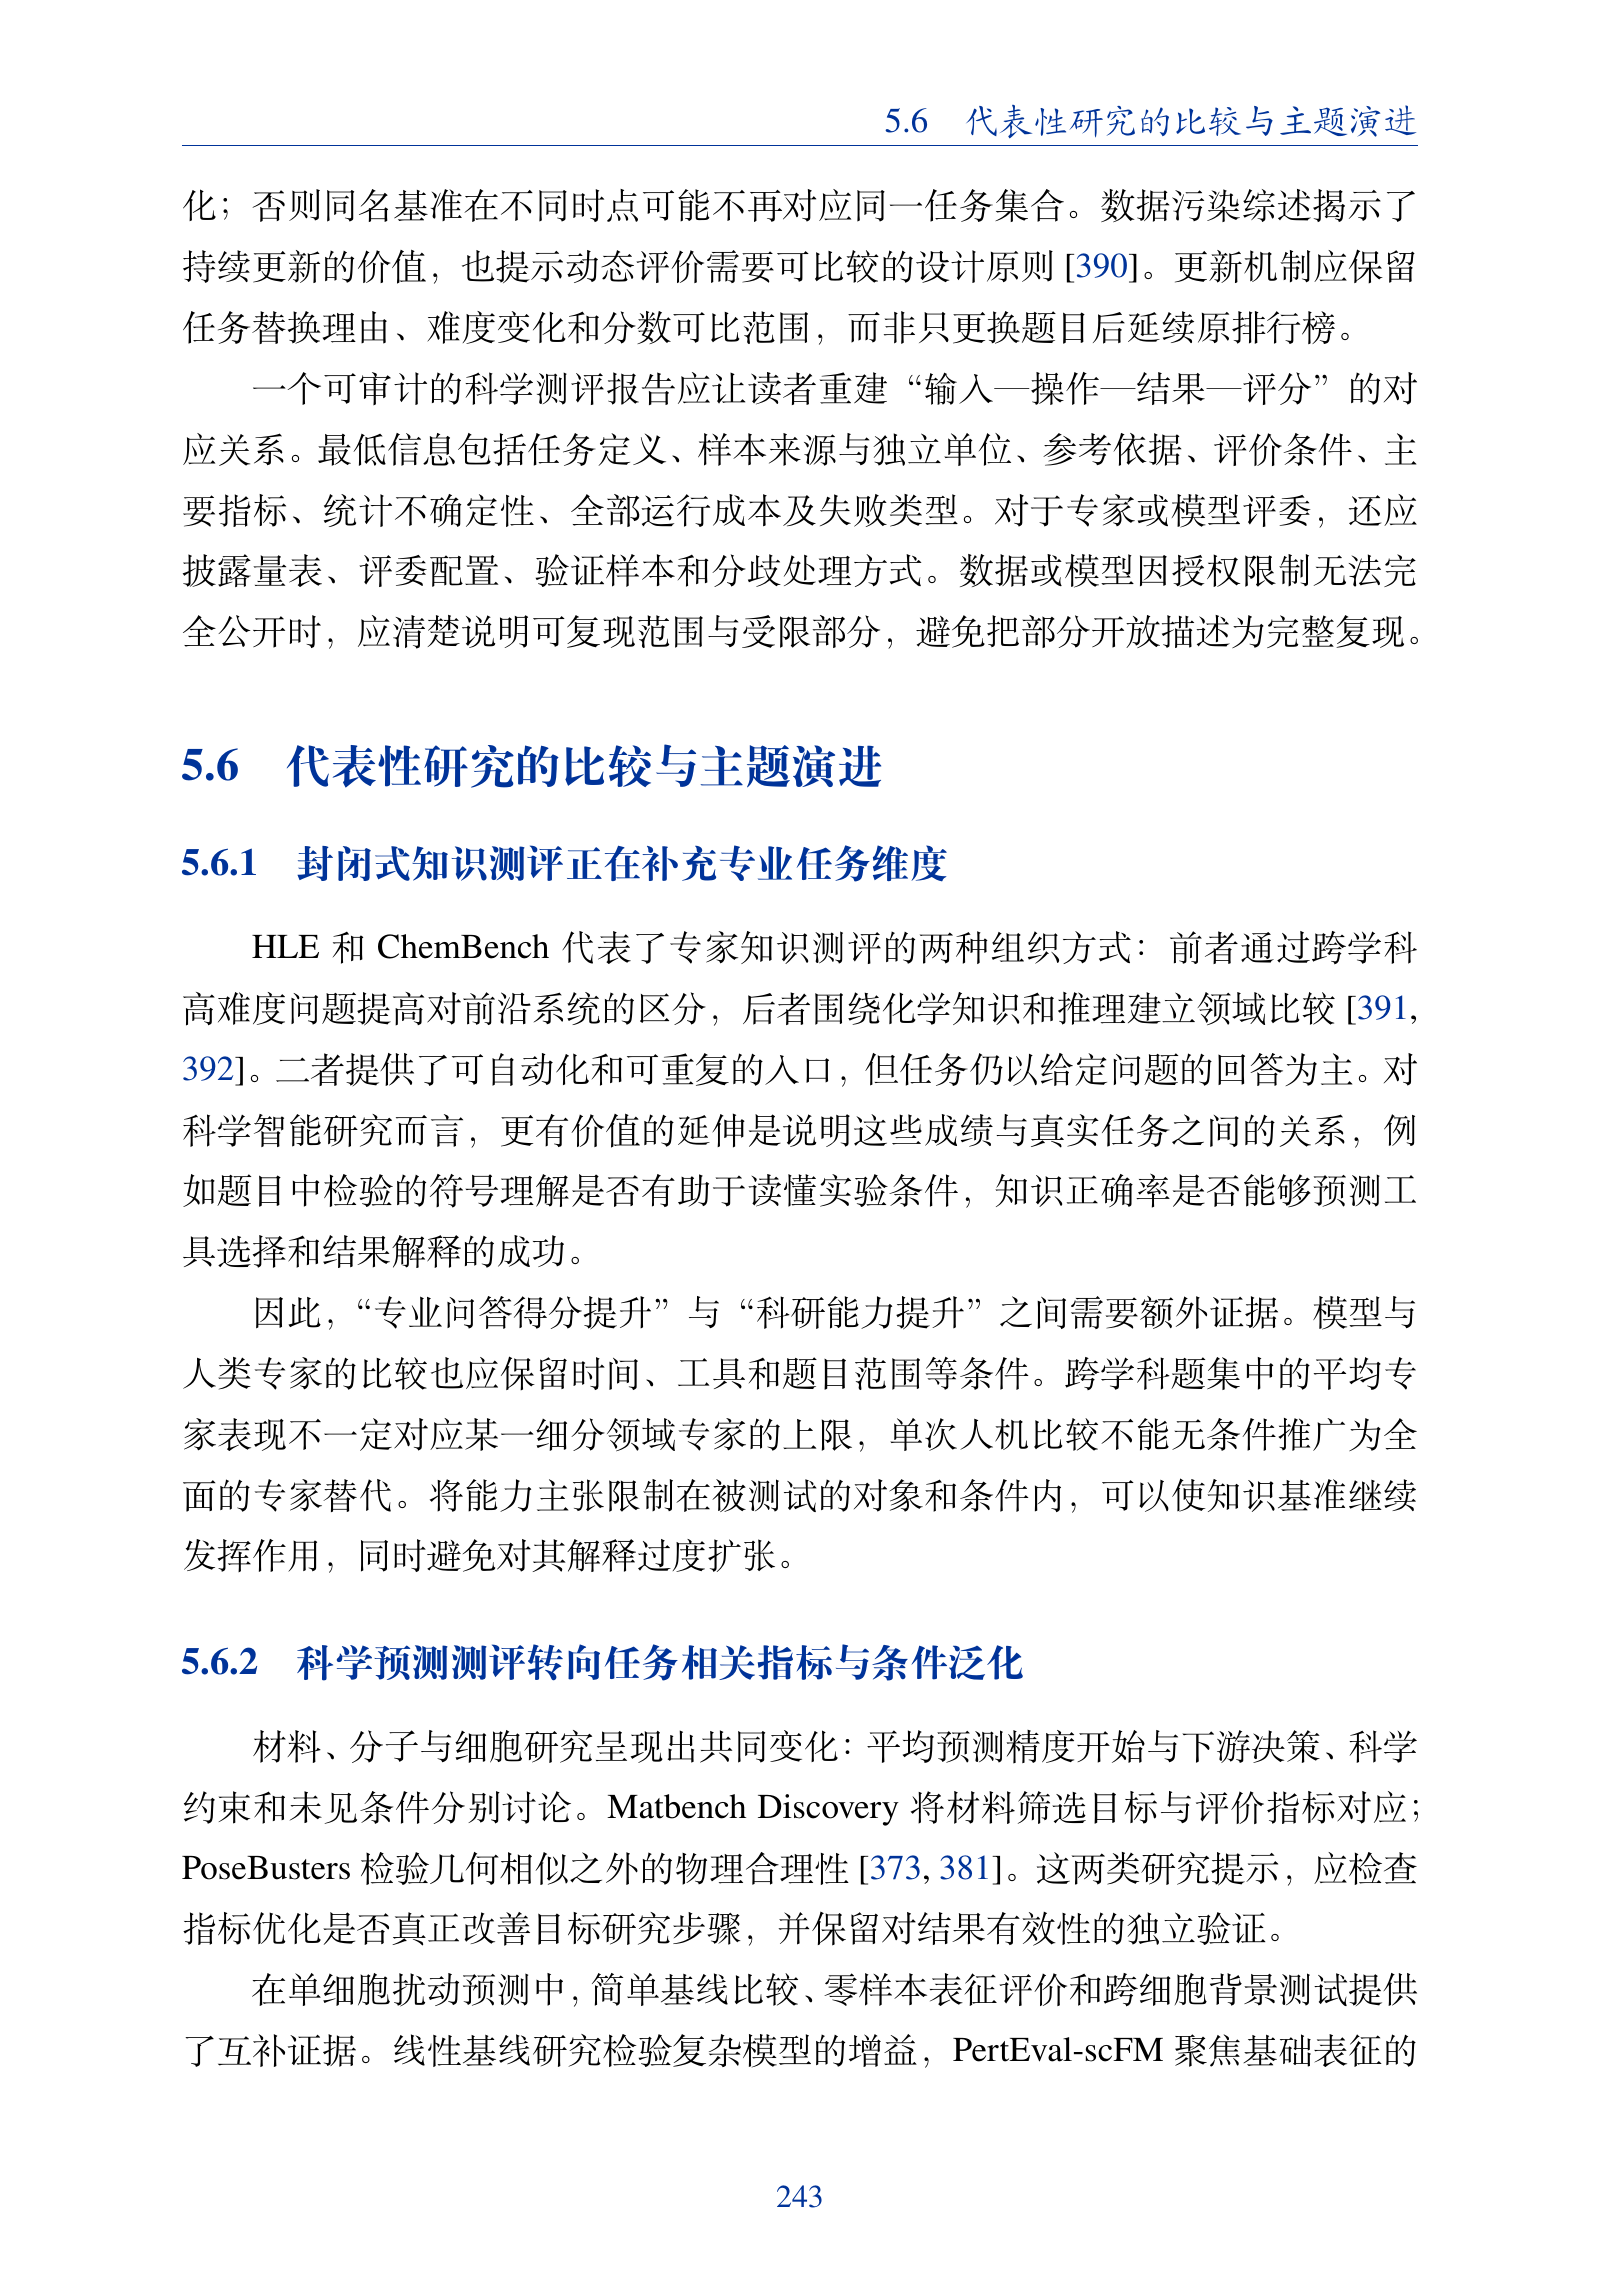 5.6 代表性研究的比较与主题演进
化；否则同名基准在不同时点可能不再对应同一任务集合。数据污染综述揭示了
持续更新的价值，也提示动态评价需要可比较的设计原则 [390]。更新机制应保留
任务替换理由、难度变化和分数可比范围，而非只更换题目后延续原排行榜。
一个可审计的科学测评报告应让读者重建“输入—操作—结果—评分”的对
应关系。最低信息包括任务定义、样本来源与独立单位、参考依据、评价条件、主
要指标、统计不确定性、全部运行成本及失败类型。对于专家或模型评委，还应
披露量表、评委配置、验证样本和分歧处理方式。数据或模型因授权限制无法完
全公开时，应清楚说明可复现范围与受限部分，避免把部分开放描述为完整复现。
5.6 代表性研究的比较与主题演进
5.6.1 封闭式知识测评正在补充专业任务维度
HLE 和 ChemBench 代表了专家知识测评的两种组织方式：前者通过跨学科
高难度问题提高对前沿系统的区分，后者围绕化学知识和推理建立领域比较 [391,
392]。二者提供了可自动化和可重复的入口，但任务仍以给定问题的回答为主。对
科学智能研究而言，更有价值的延伸是说明这些成绩与真实任务之间的关系，例
如题目中检验的符号理解是否有助于读懂实验条件，知识正确率是否能够预测工
具选择和结果解释的成功。
因此，“专业问答得分提升”与“科研能力提升”之间需要额外证据。模型与
人类专家的比较也应保留时间、工具和题目范围等条件。跨学科题集中的平均专
家表现不一定对应某一细分领域专家的上限，单次人机比较不能无条件推广为全
面的专家替代。将能力主张限制在被测试的对象和条件内，可以使知识基准继续
发挥作用，同时避免对其解释过度扩张。
5.6.2 科学预测测评转向任务相关指标与条件泛化
材料、分子与细胞研究呈现出共同变化：平均预测精度开始与下游决策、科学
约束和未见条件分别讨论。Matbench Discovery 将材料筛选目标与评价指标对应；
PoseBusters 检验几何相似之外的物理合理性 [373, 381]。这两类研究提示，应检查
指标优化是否真正改善目标研究步骤，并保留对结果有效性的独立验证。
在单细胞扰动预测中，简单基线比较、零样本表征评价和跨细胞背景测试提供
了互补证据。线性基线研究检验复杂模型的增益，PertEval-scFM 聚焦基础表征的
243